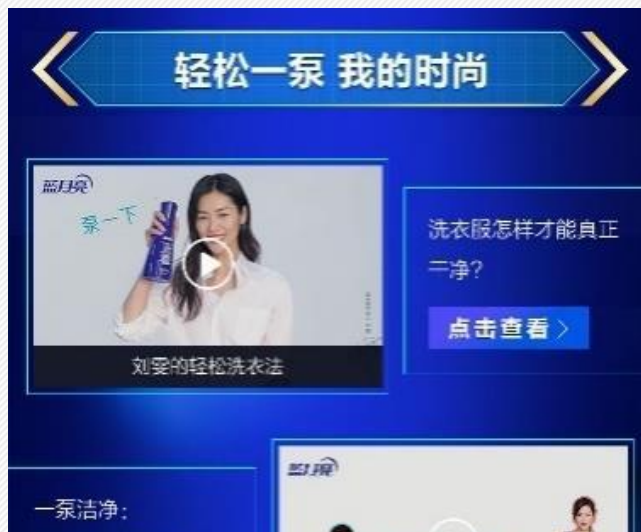 轻松一泵 我的时尚
蓝月亮
泵一下
洗衣服怎样才能真正
干净?
点击查看
刘雯的轻松洗衣法
蓝月亮
一泵洁净: